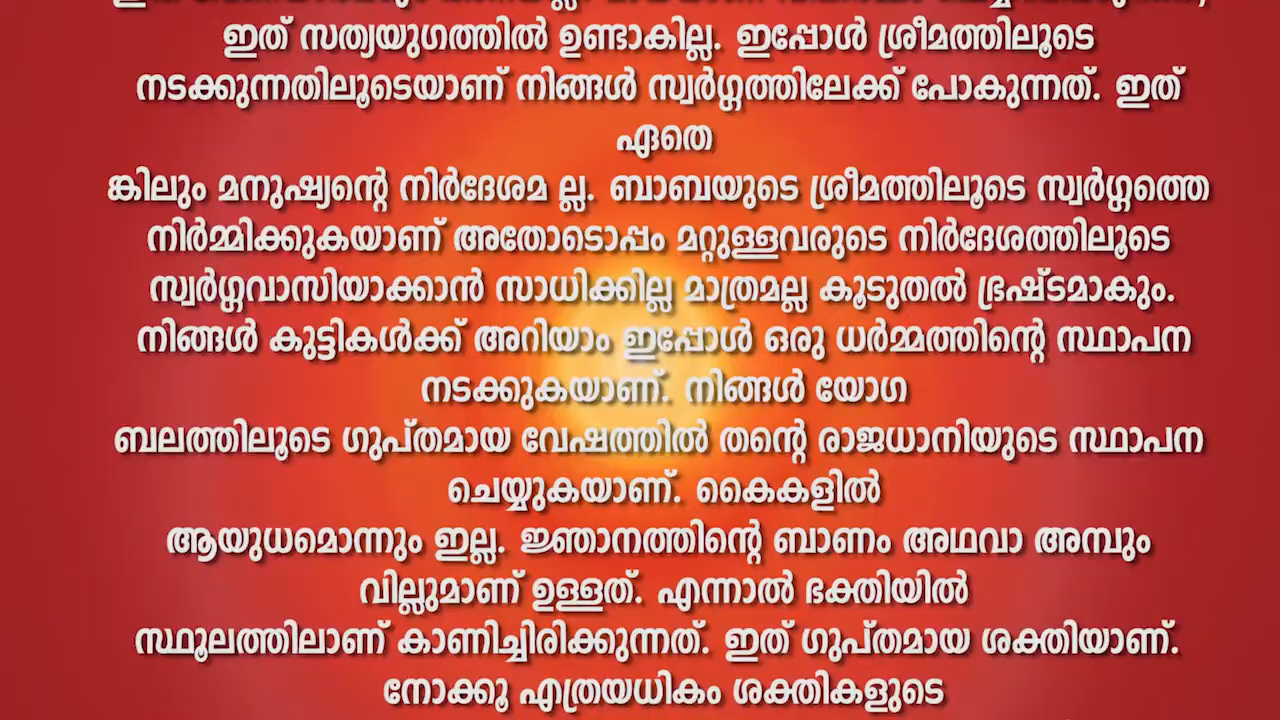 ഇത് സത്യയുഗത്തിൽ ഉണ്ടാകില്ല. ഇപ്പോൾ ശ്രീമത്തിലൂടെ
നടക്കുന്നതിലൂടെയാണ് നിങ്ങൾ സ്വർഗ്ഗത്തിലേക്ക് പോകുന്നത്. ഇത്
ഏതെ
ങ്കിലും മനുഷ്യന്റെ നിർദേശമ ല്ല. ബാബയുടെ ശ്രീമത്തിലൂടെ സ്വർഗ്ഗത്തെ
നിർമ്മിക്കുകയാണ് അതോടൊപ്പം മറ്റുള്ളവരുടെ നിർദേശത്തിലൂടെ
സ്വർഗ്ഗവാസിയാക്കാൻ സാധിക്കില്ല മാത്രമല്ല കൂടുതൽ ഭ്രഷ്ടമാകും.
നിങ്ങൾ കുട്ടികൾക്ക് അറിയാം ഇപ്പോൾ ഒരു ധർമ്മത്തിന്റെ സ്ഥാപന
നടക്കുകയാണ്. നിങ്ങൾ യോഗ
ബലത്തിലൂടെ ഗുപ്തമായ വേഷത്തിൽ തന്റെ രാജധാനിയുടെ സ്ഥാപന
ചെയ്യുകയാണ്. കൈകളിൽ
ആയുധമൊന്നും ഇല്ല. ജ്ഞാനത്തിന്റെ ബാണം അഥവാ അമ്പും
വില്ലുമാണ് ഉള്ളത്. എന്നാൽ ഭക്തിയിൽ
സ്ഥൂലത്തിലാണ് കാണിച്ചിരിക്കുന്നത്. ഇത് ഗുപ്തമായ ശക്തിയാണ്.
നോക്കൂ എത്രയധികം ശക്തികളുടെ